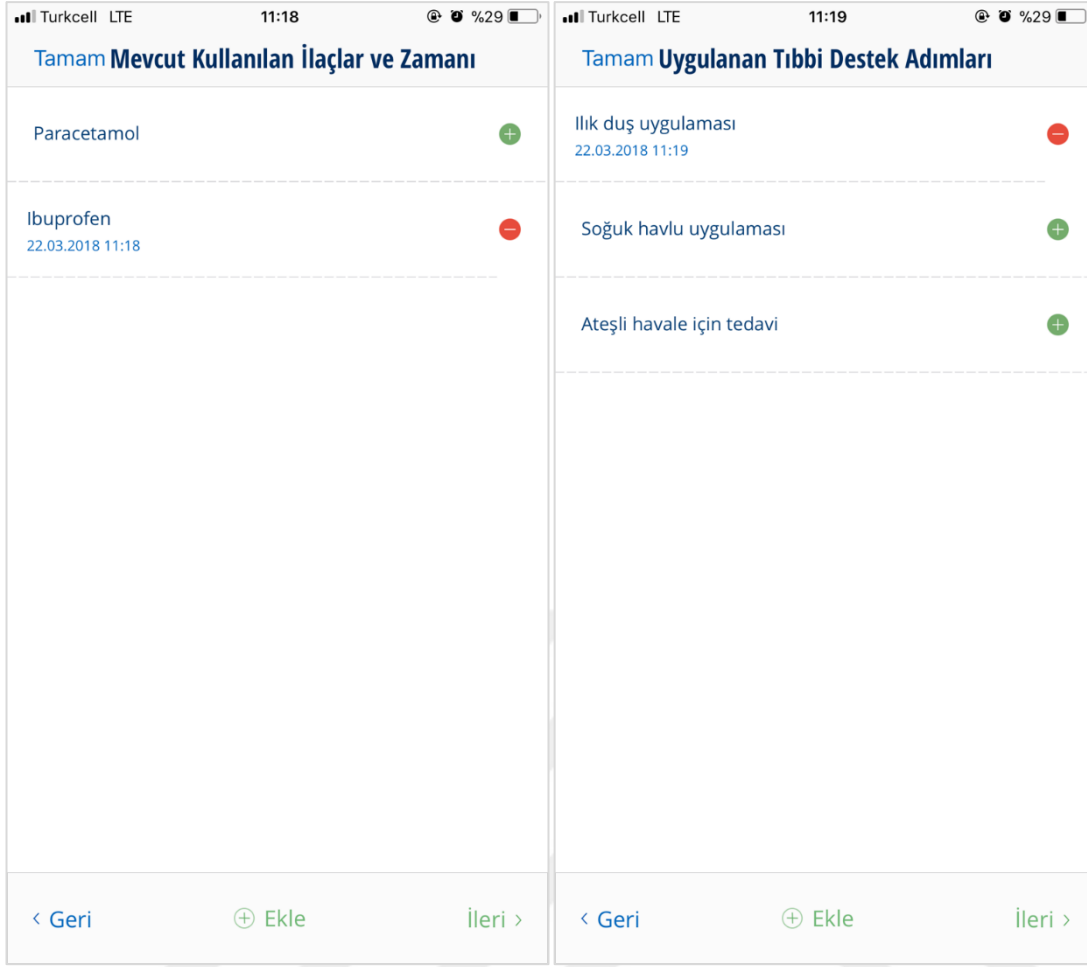 Turkcell LTE 11:18 %29
Tamam Mevcut Kullanılan İlaçlar ve Zamanı
Paracetamol
Ibuprofen
22.03.2018 11:18
< Geri Ekle İleri >
Turkcell LTE 11:19 %29
Tamam Uygulanan Tıbbi Destek Adımları
Ilık duş uygulaması
22.03.2018 11:19
Soğuk havlu uygulaması
Ateşli havale için tedavi
< Geri Ekle İleri >